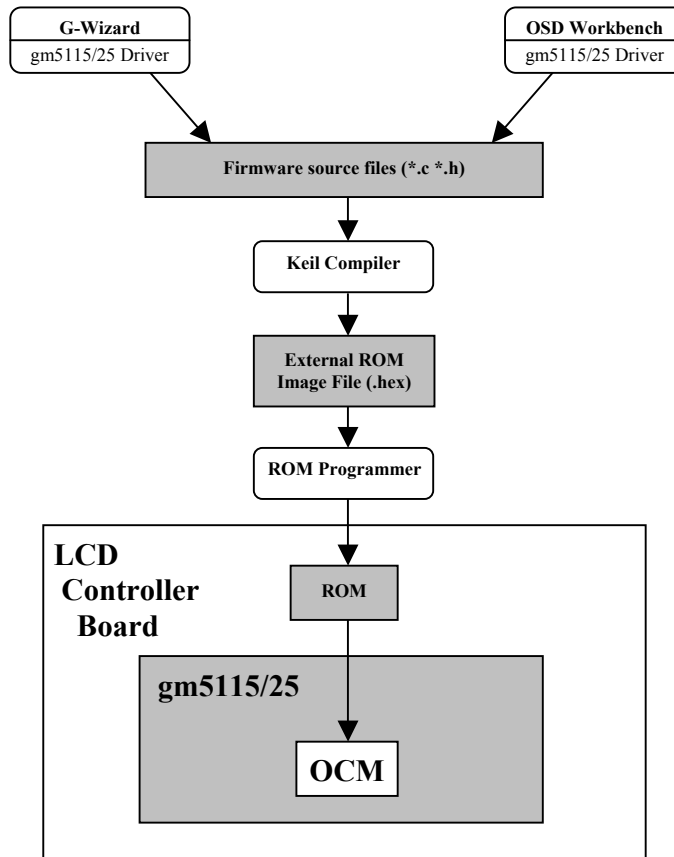 G-Wizard
gm5115/25 Driver
OSD Workbench
gm5115/25 Driver
Firmware source files (*.c *.h)
Keil Compiler
External ROM
Image File (.hex)
ROM Programmer
LCD
Controller
Board
ROM
gm5115/25
OCM